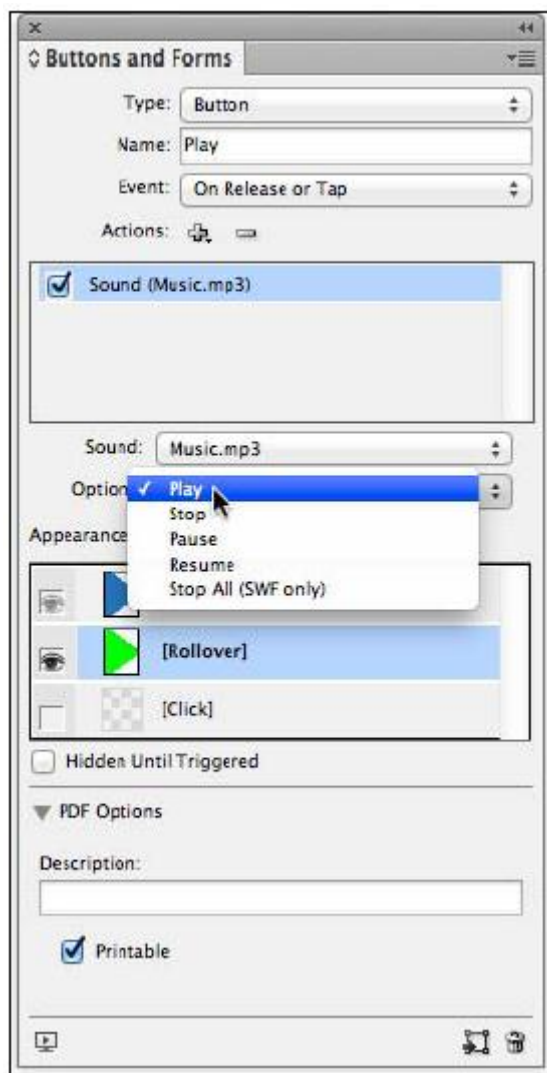 Buttons and Forms
Type: Button
Name: Play
Event: On Release or Tap
Actions:
Sound (Music.mp3)
Sound: Music.mp3
Option
Play
Stop
Appearance
Pause
Resume
Stop All (SWF only)
[Rollover]
[Click]
Hidden Until Triggered
PDF Options
Description:
Printable